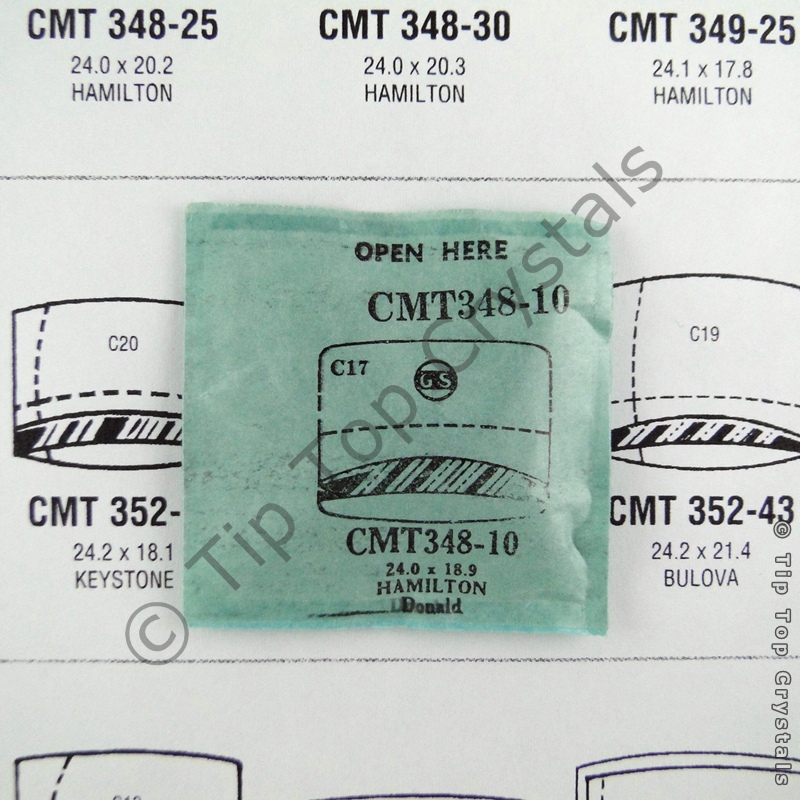 CMT 348-25
24.0 x 20.2
HAMILTON
CMT 348-30
24.0 x 20.3
HAMILTON
CMT 349-25
24.1 x 17.8
HAMILTON
OPEN HERE
CMT348-10
C17
GS
CMT348-10
24.0 x 18.9
HAMILTON
Donald
C20
CMT 352-
24.2 x 18.1
KEYSTONE
C19
CMT 352-43
24.2 x 21.4
BULOVA
© Tip Top Crystals
© Tip Top Crystals